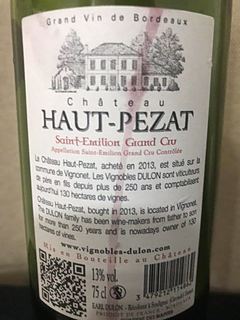 Grand Vin de Bordeaux
Château
HAUT-PEZAT
Saint-Emilion Grand Cru
Appellation Saint-Emilion Grand Cru Contrôlée
La Château Haut-Pezat, acheté en 2013, est situé sur la
commune de Vignonet. Les Vignobles DULON sont viticulteurs
de père en fils depuis plus de 250 ans et comptabilisent
aujourd'hui 130 hectares de vignes.
Château Haut-Pezat, bought in 2013, is located in Vignonet.
The DULON family has been wine-makers from father to son
for more than 250 years and is nowadays owner of 130
www.vignobles-dulon.com
Mis en Bouteille au Château
13% vol.
75 cl
EARL DULON
PRODUCE OF FRANCE